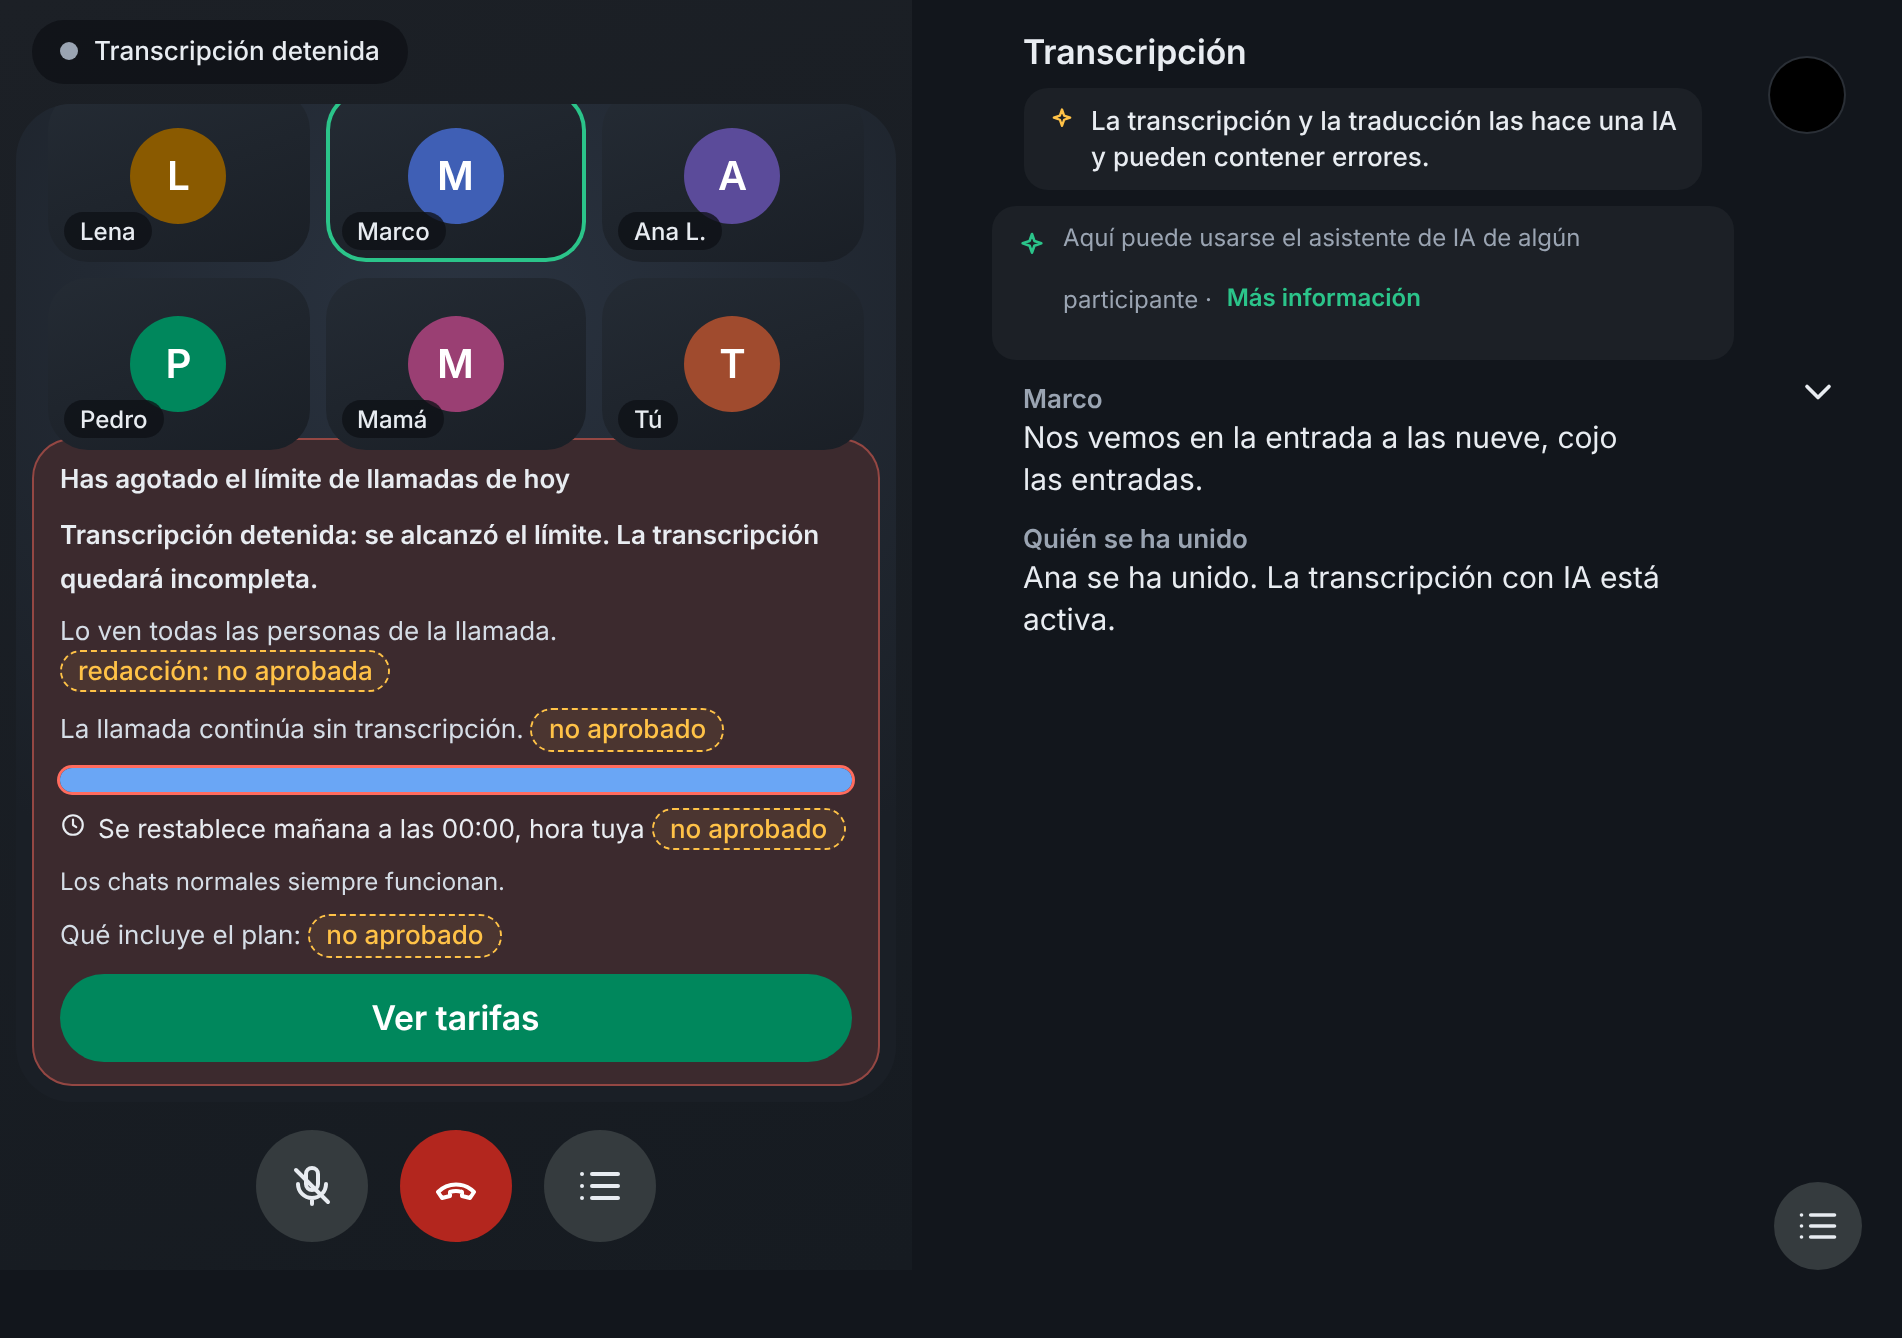 Transcripción detenida
L
Lena
M
Marco
A
Ana L.
P
Pedro
M
Mamá
T
Tú
Has agotado el límite de llamadas de hoy
Transcripción detenida: se alcanzó el límite. La transcripción
quedará incompleta.
Lo ven todas las personas de la llamada.
redacción: no aprobada
La llamada continúa sin transcripción. no aprobado
Se restablece mañana a las 00:00, hora tuya no aprobado
Los chats normales siempre funcionan.
Qué incluye el plan: no aprobado
Ver tarifas
Transcripción
La transcripción y la traducción las hace una IA
y pueden contener errores.
Aquí puede usarse el asistente de IA de algún
participante · Más información
Marco
Nos vemos en la entrada a las nueve, cojo
las entradas.
Quién se ha unido
Ana se ha unido. La transcripción con IA está
activa.